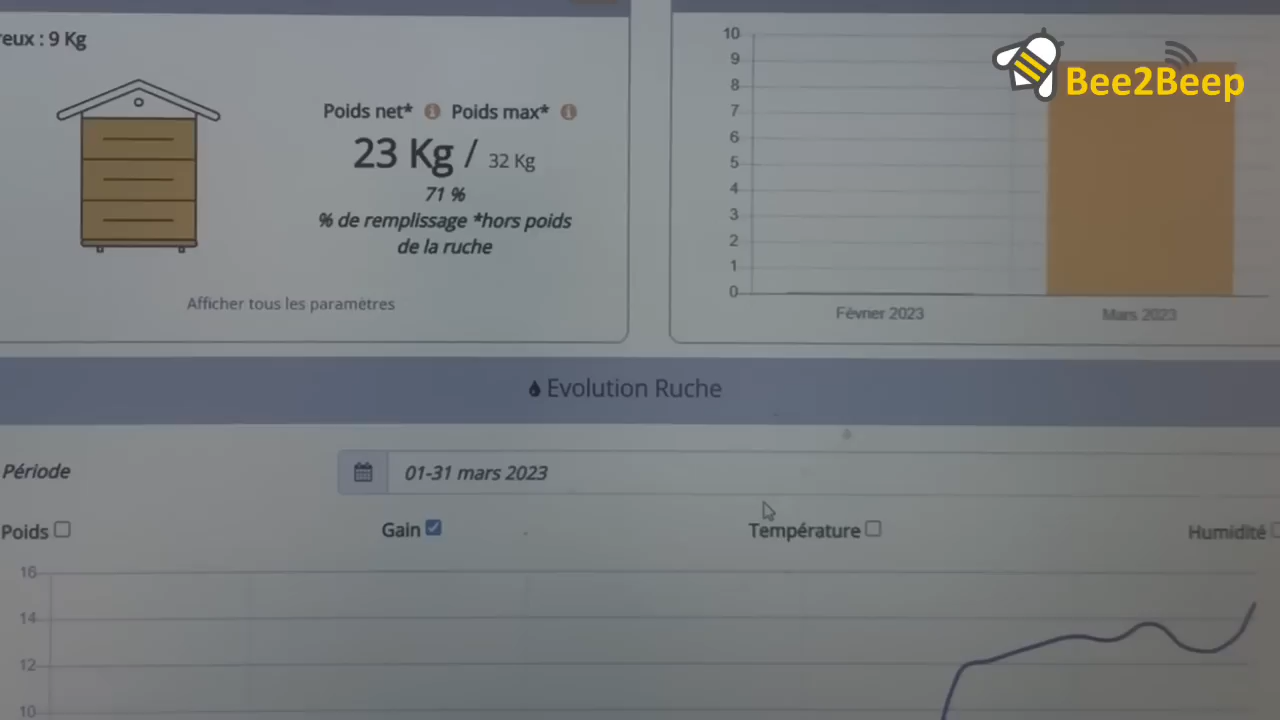 : 9 Kg
Poids net* Poids max*
23 Kg / 32 Kg
71 %
% de remplissage *hors poids
de la ruche
Afficher tous les paramètres
10
9
8
7
6
5
4
3
2
1
0
Février 2023
Mars 2023
Bee2Beep
Evolution Ruche
Période
01-31 mars 2023
Poids
Gain
Température
Humidité
16
14
12
10